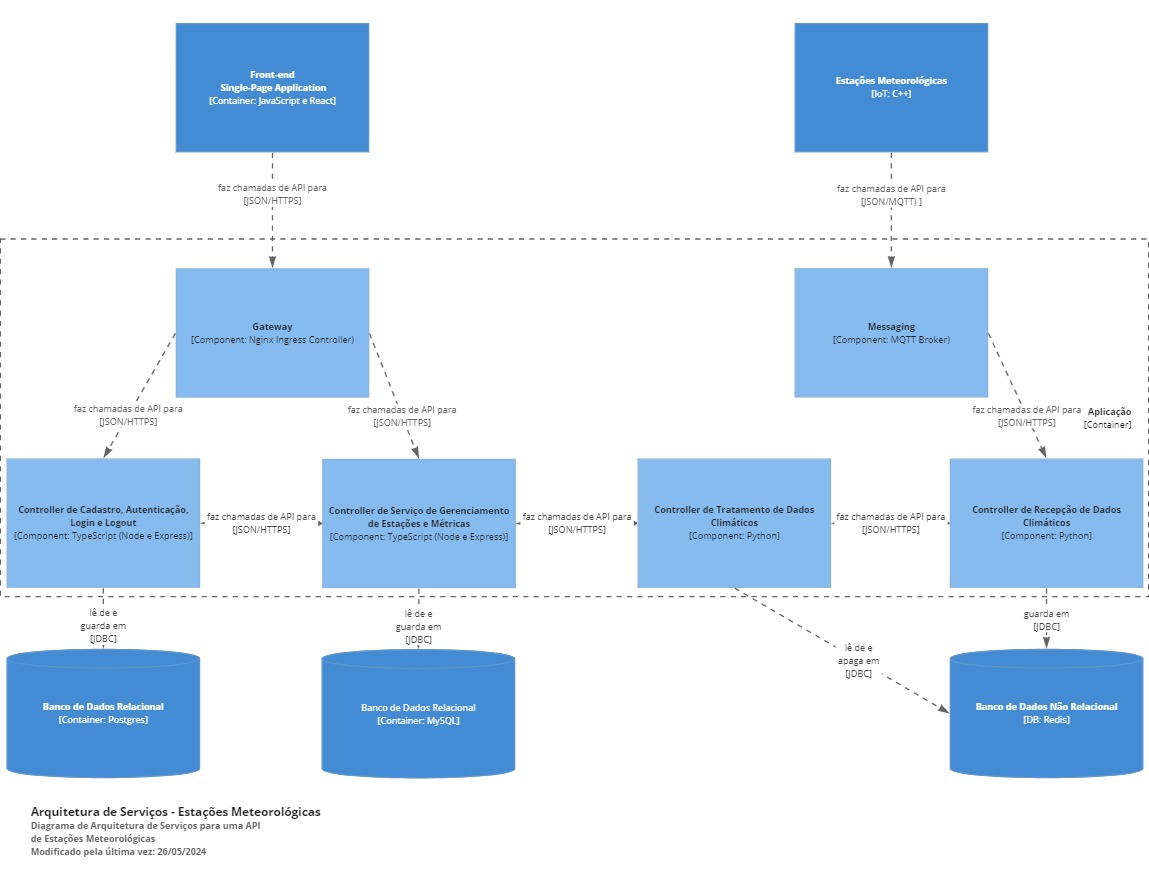 Front-end
Single-Page Application
[Container: JavaScript e React]
Estações Meteorológicas
[IoT: C++]
faz chamadas de API para
[JSON/HTTPS]
faz chamadas de API para
[JSON/MQTT) ]
Gateway
[Component: Nginx Ingress Controller)
Messaging
[Component: MQTT Broker)
faz chamadas de API para
[JSON/HTTPS]
faz chamadas de API para
[JSON/HTTPS]
faz chamadas de API para
[JSON/HTTPS]
Aplicação
[Container]
Controller de Cadastro, Autenticação,
Login e Logout
[Component: TypeScript (Node e Express)]
faz chamadas de API para
[JSON/HTTPS]
Controller de Serviço de Gerenciamento
de Estações e Métricas
[Component: TypeScript (Node e Express)]
faz chamadas de API para
[JSON/HTTPS]
Controller de Tratamento de Dados
Climáticos
[Component: Python]
faz chamadas de API para
[JSON/HTTPS]
Controller de Recepção de Dados
Climáticos
[Component: Python]
lê de e
guarda em
[JDBC]
lê de e
guarda em
[JDBC]
lê de e
apaga em
[JDBC]
guarda em
[JDBC]
Banco de Dados Relacional
[Container: Postgres]
Banco de Dados Relacional
[Container: MySQL]
Banco de Dados Não Relacional
[DB: Redis]
Arquitetura de Serviços - Estações Meteorológicas
Diagrama de Arquitetura de Serviços para uma API
de Estações Meteorológicas
Modificado pela última vez: 26/05/2024